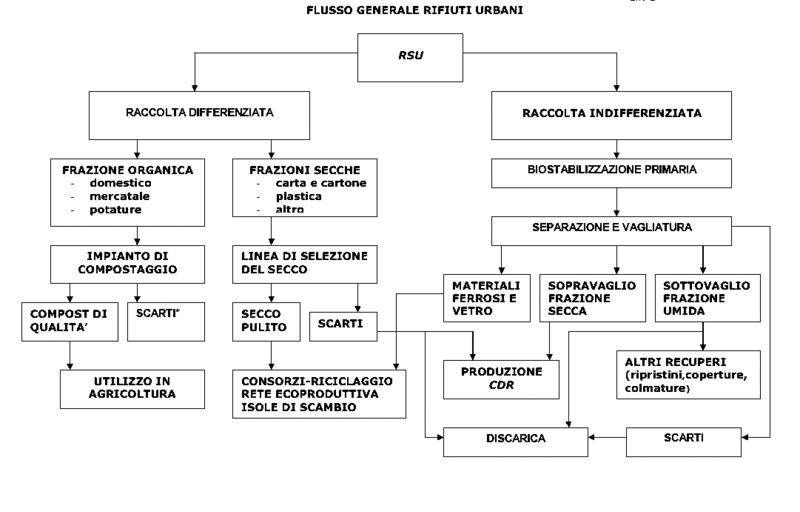 FLUSSO GENERALE RIFIUTI URBANI
RSU
RACCOLTA DIFFERENZIATA
RACCOLTA INDIFFERENZIATA
FRAZIONE ORGANICA
- domestico
- mercatale
- potature
FRAZIONI SECCHE
- carta e cartone
- plastica
- altro
BIOSTABILIZZAZIONE PRIMARIA
SEPARAZIONE E VAGLIATURA
IMPIANTO DI
COMPOSTAGGIO
LINEA DI SELEZIONE
DEL SECCO
MATERIALI
FERROSI E
VETRO
SOPRAVAGLIO
FRAZIONE
SECCA
SOTTOVAGLIO
FRAZIONE
UMIDA
COMPOST DI
QUALITA’
SCARTI*
SECCO
PULITO
SCARTI
UTILIZZO IN
AGRICOLTURA
CONSORZI-RICICLAGGIO
RETE ECOPRODUTTIVA
ISOLE DI SCAMBIO
PRODUZIONE
CDR
ALTRI RECUPERI
(ripristini,coperture,
colmature)
DISCARICA
SCARTI